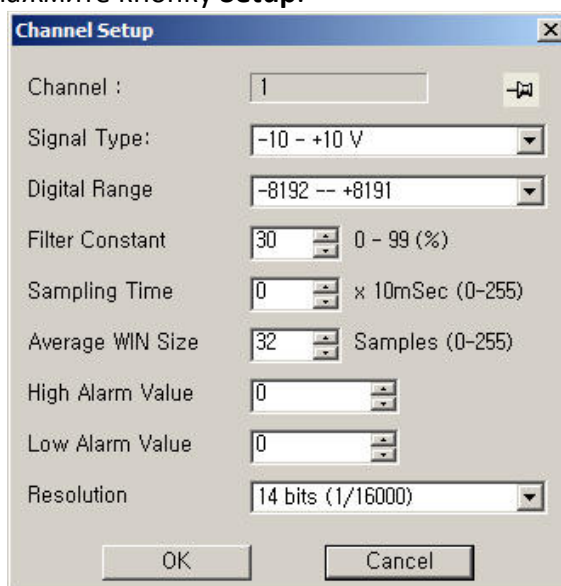 кнопку Setup.
Channel Setup
Channel : 1
Signal Type: -10 - +10 V
Digital Range -8192 -- +8191
Filter Constant 30 0 - 99 (%)
Sampling Time 0 x 10mSec (0-255)
Average WIN Size 32 Samples (0-255)
High Alarm Value 0
Low Alarm Value 0
Resolution 14 bits (1/16000)
OK Cancel